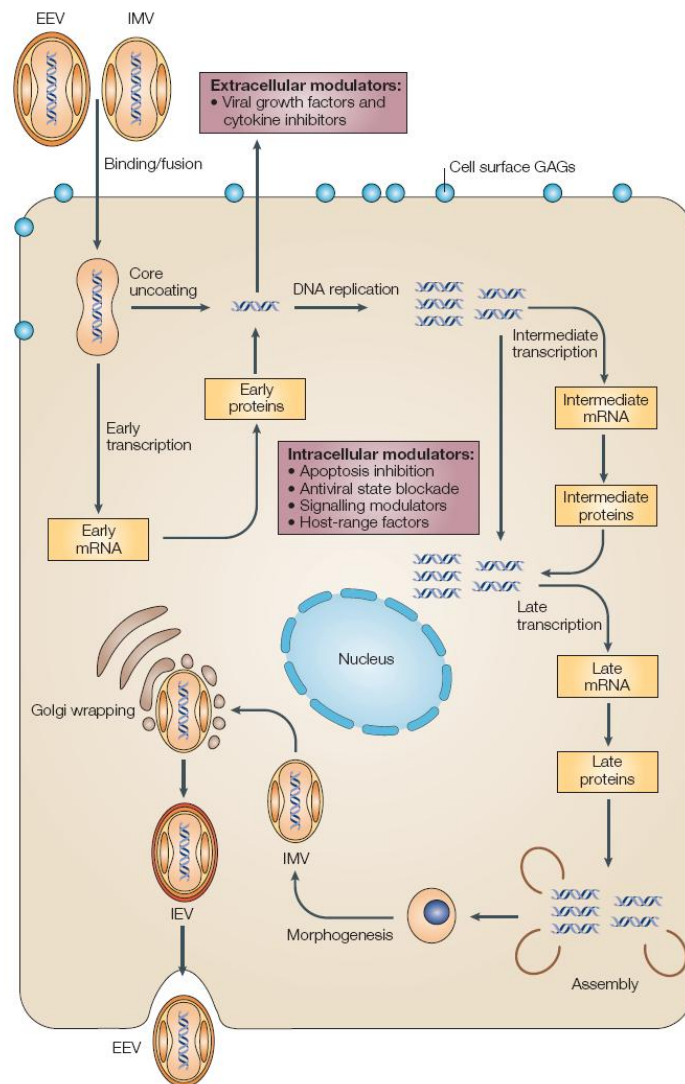 EEV
IMV
Extracellular modulators:
• Viral growth factors and
cytokine inhibitors
Binding/fusion
Cell surface GAGs
Core
uncoating
DNA replication
Intermediate
transcription
Early
proteins
Intermediate
mRNA
Early
transcription
Intracellular modulators:
• Apoptosis inhibition
• Antiviral state blockade
• Signalling modulators
• Host-range factors
Intermediate
proteins
Early
mRNA
Late
transcription
Nucleus
Late
mRNA
Golgi wrapping
Late
proteins
IMV
IEV
Morphogenesis
Assembly
EEV